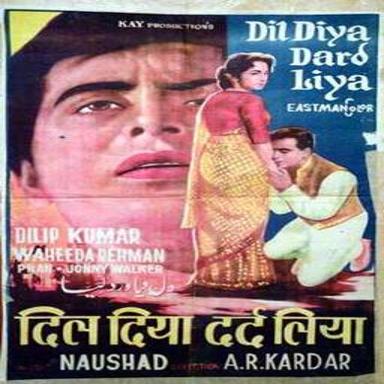 KAY PRODUCTION'S
Dil Diya
Dard
Liya
EASTMANCOLOR
DILIP KUMAR
WAHEEDA REHMAN
PRAN - JONNY WALKER
دل دیا درد لیا
दिल दिया दर्द लिया
NAUSHAD DIRECTION A.R. KARDAR